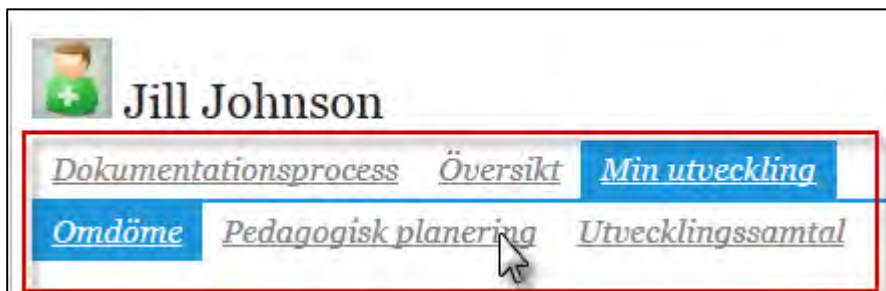 Jill Johnson
Dokumentationsprocess Översikt Min utveckling
Omdöme Pedagogisk planering Utvecklingssamtal